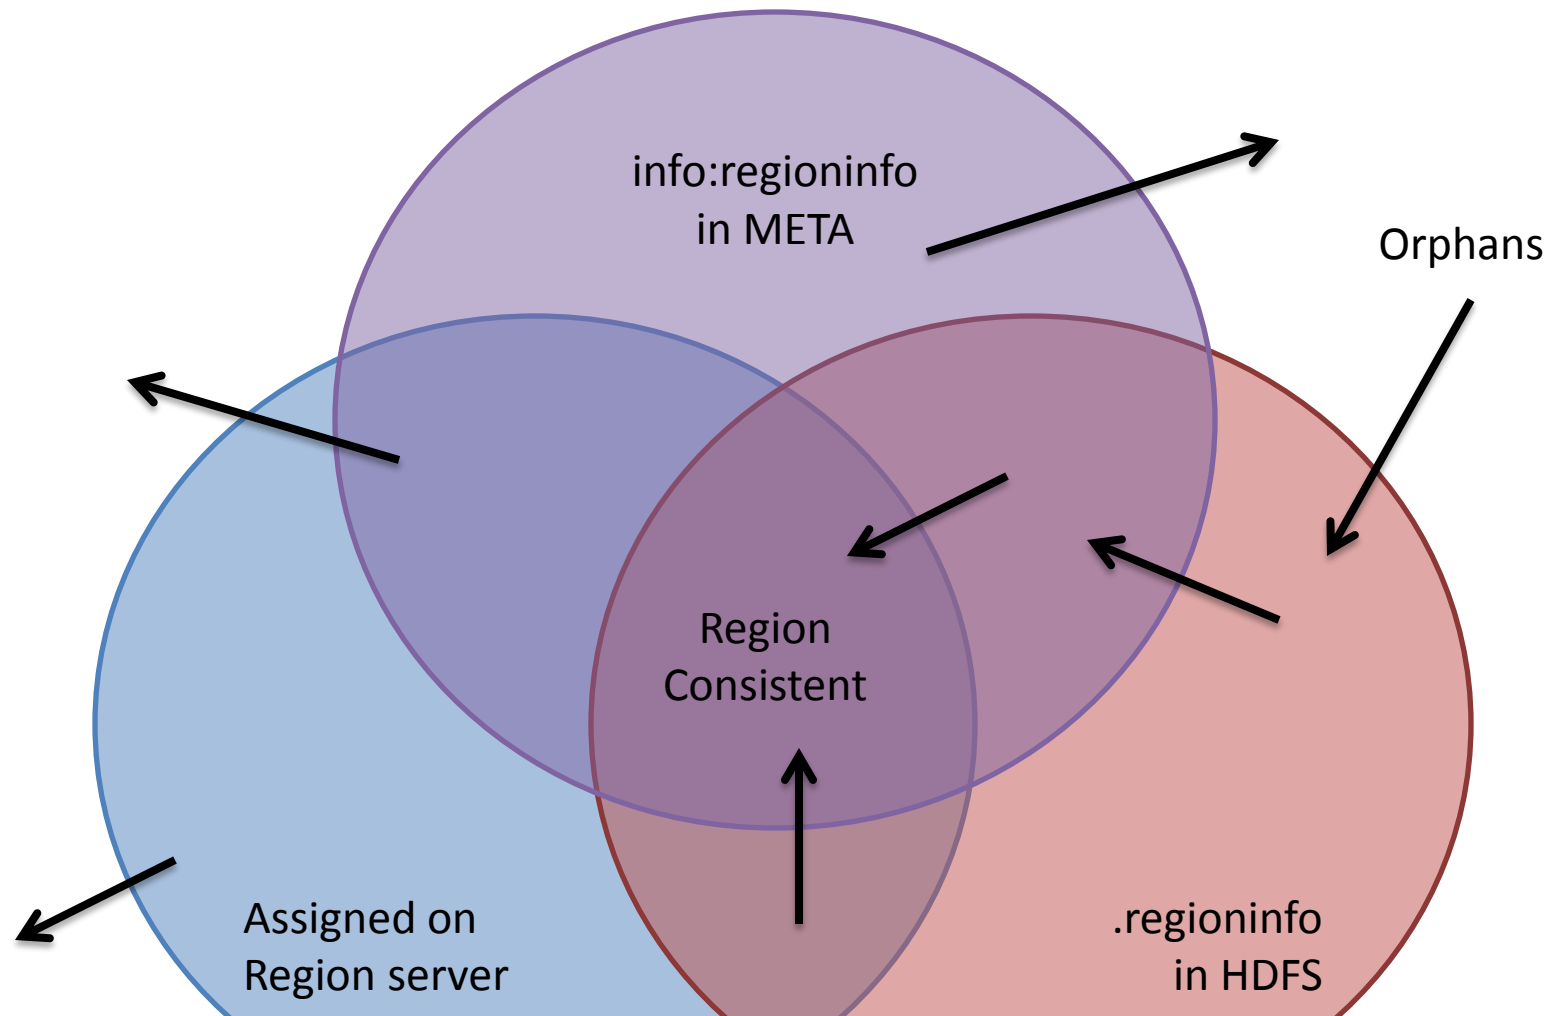 info:regioninfo
in META
Orphans
Region
Consistent
Assigned on
Region server
.regioninfo
in HDFS